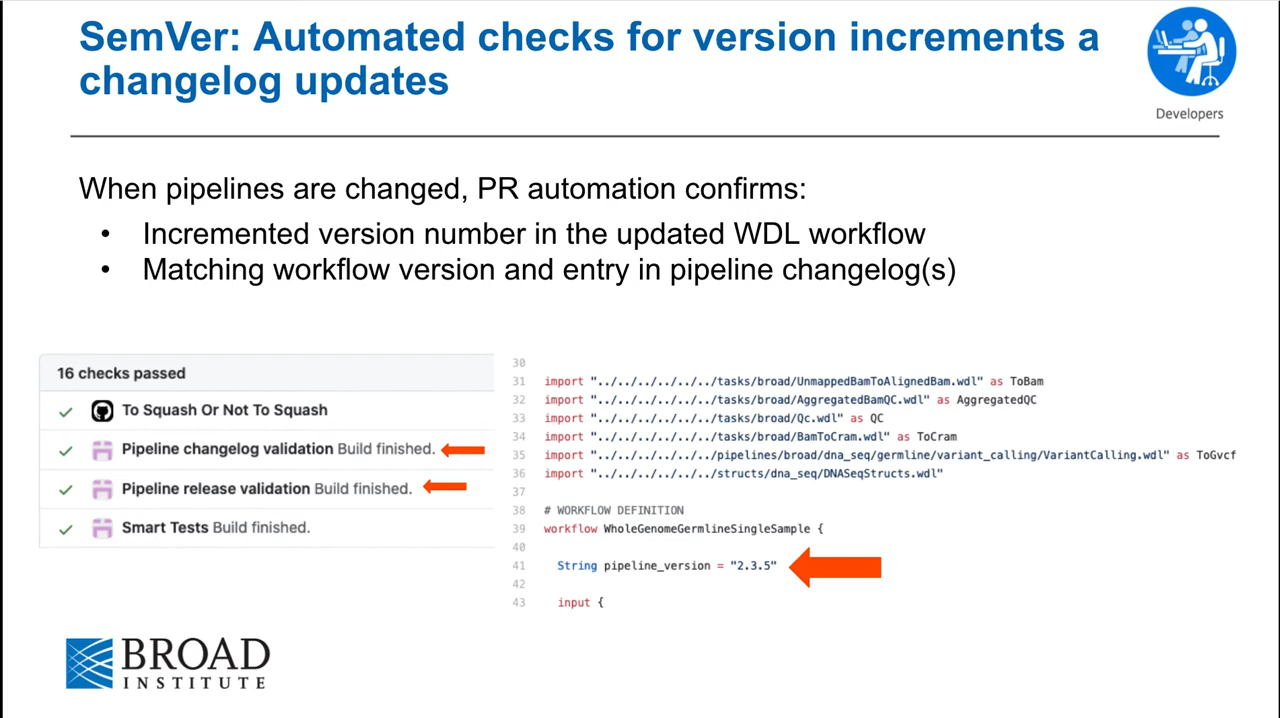 SemVer: Automated checks for version increments a
changelog updates
Developers
When pipelines are changed, PR automation confirms:
• Incremented version number in the updated WDL workflow
• Matching workflow version and entry in pipeline changelog(s)
16 checks passed
To Squash Or Not To Squash
Pipeline changelog validation Build finished.
Pipeline release validation Build finished.
Smart Tests Build finished.
30
31 import "../../../../../../tasks/broad/UnmappedBamToAlignedBam.wdl" as ToBam
32 import "../../../../../../tasks/broad/AggregatedBamQC.wdl" as AggregatedQC
33 import "../../../../../../tasks/broad/Qc.wdl" as QC
34 import "../../../../../../tasks/broad/BamToCram.wdl" as ToCram
35 import "../../../../../../pipelines/broad/dna_seq/germline/variant_calling/VariantCalling.wdl" as ToGvcf
36 import "../../../../../../structs/dna_seq/DNASeqStructs.wdl"
37
38 # WORKFLOW DEFINITION
39 workflow WholeGenomeGermlineSingleSample {
40
41 String pipeline_version = "2.3.5"
42
43 input {
BROAD
INSTITUTE